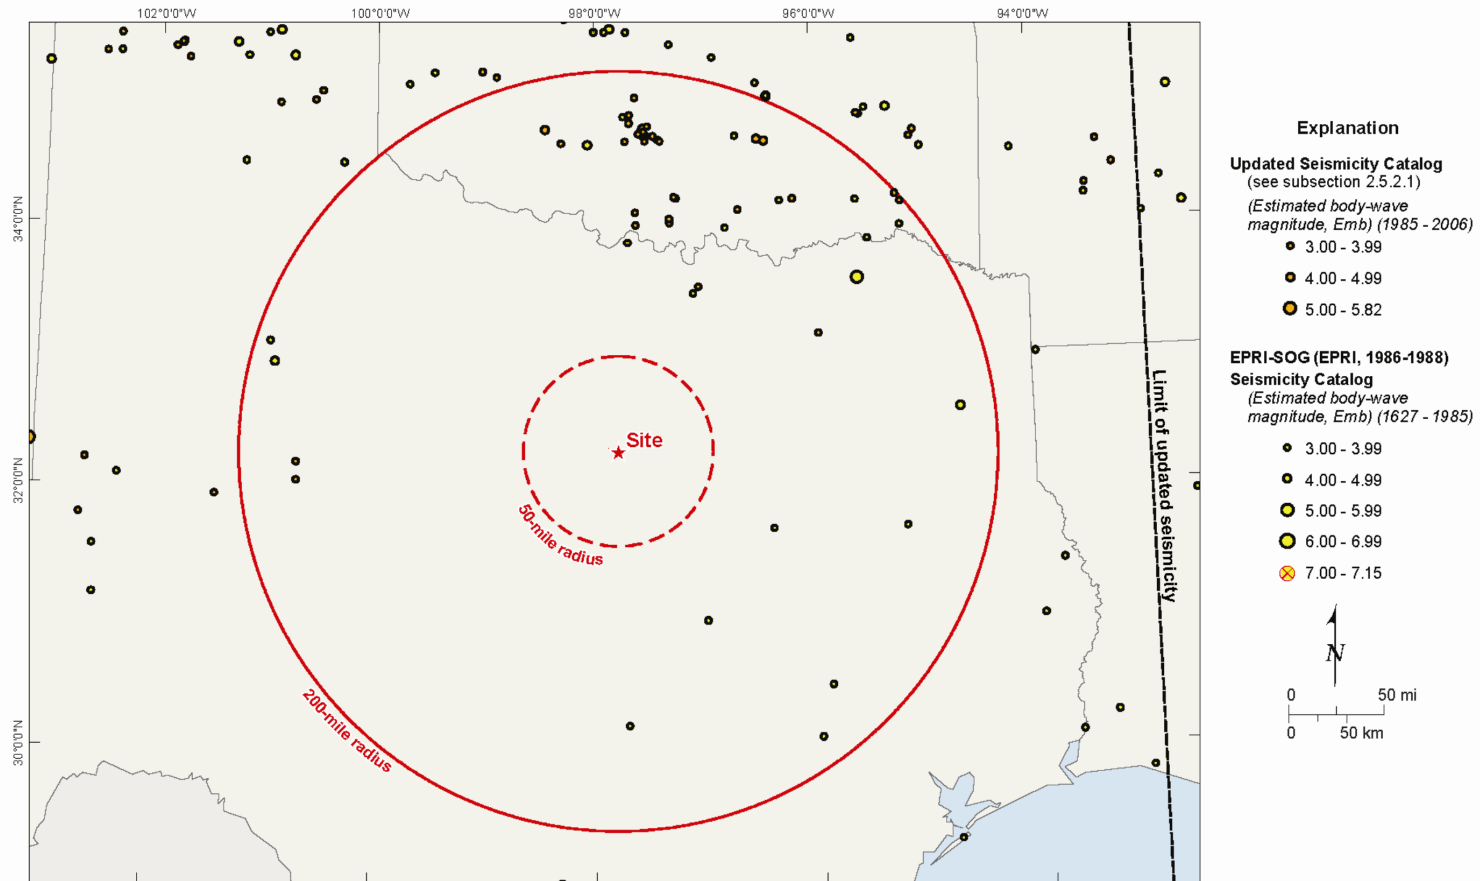 102°0'0"W 100°0'0"W 98°0'0"W 96°0'0"W 94°0'0"W
34°0'0"N
32°0'0"N
30°0'0"N
Site
50-mile radius
200-mile radius
Limit of updated seismicity
Explanation
Updated Seismicity Catalog
(see subsection 2.5.2.1)
(Estimated body-wave
magnitude, Emb) (1985 - 2006)
3.00 - 3.99
4.00 - 4.99
5.00 - 5.82
EPRI-SOG (EPRI, 1986-1988)
Seismicity Catalog
(Estimated body-wave
magnitude, Emb) (1627 - 1985)
3.00 - 3.99
4.00 - 4.99
5.00 - 5.99
6.00 - 6.99
7.00 - 7.15
N
0 50 mi
0 50 km